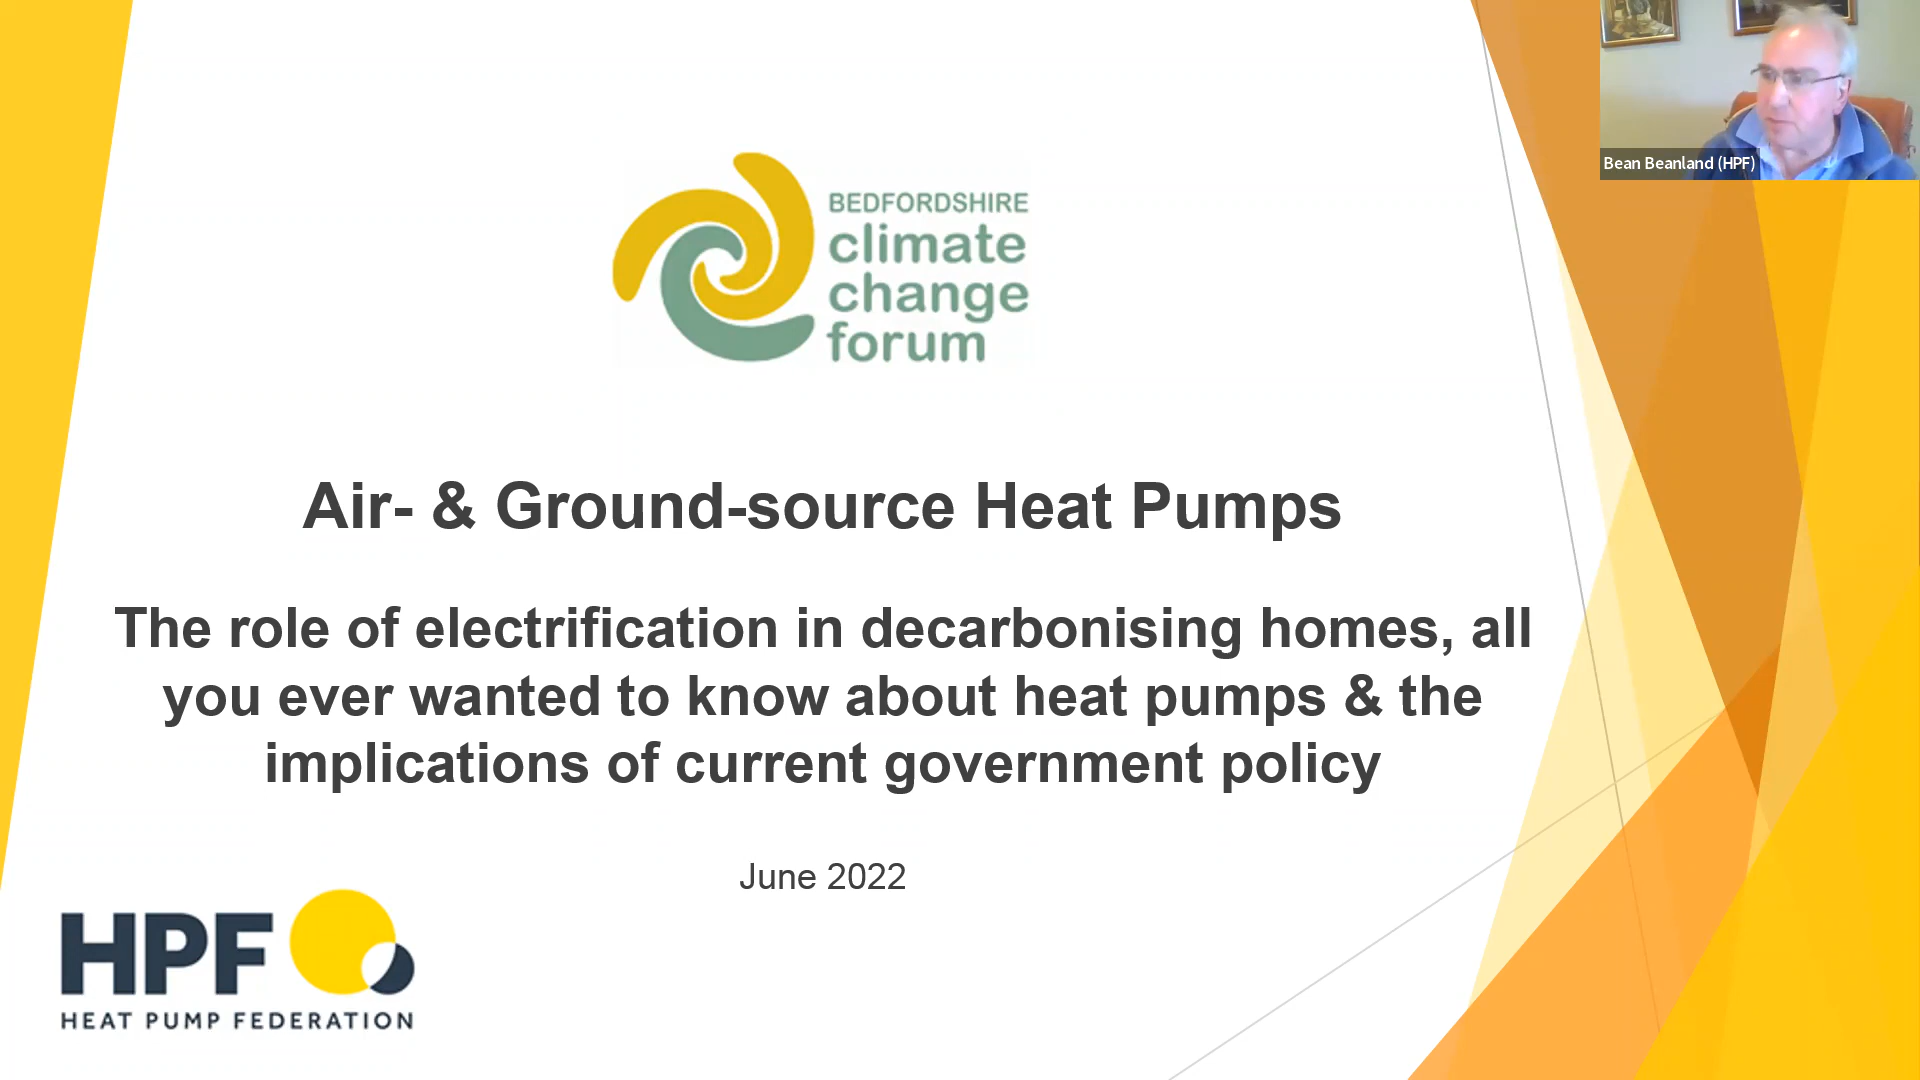 BEDFORDSHIRE
climate
change
forum
Bean Beanland (HPF)
Air- & Ground-source Heat Pumps
The role of electrification in decarbonising homes, all
you ever wanted to know about heat pumps & the
implications of current government policy
June 2022
HPF
HEAT PUMP FEDERATION